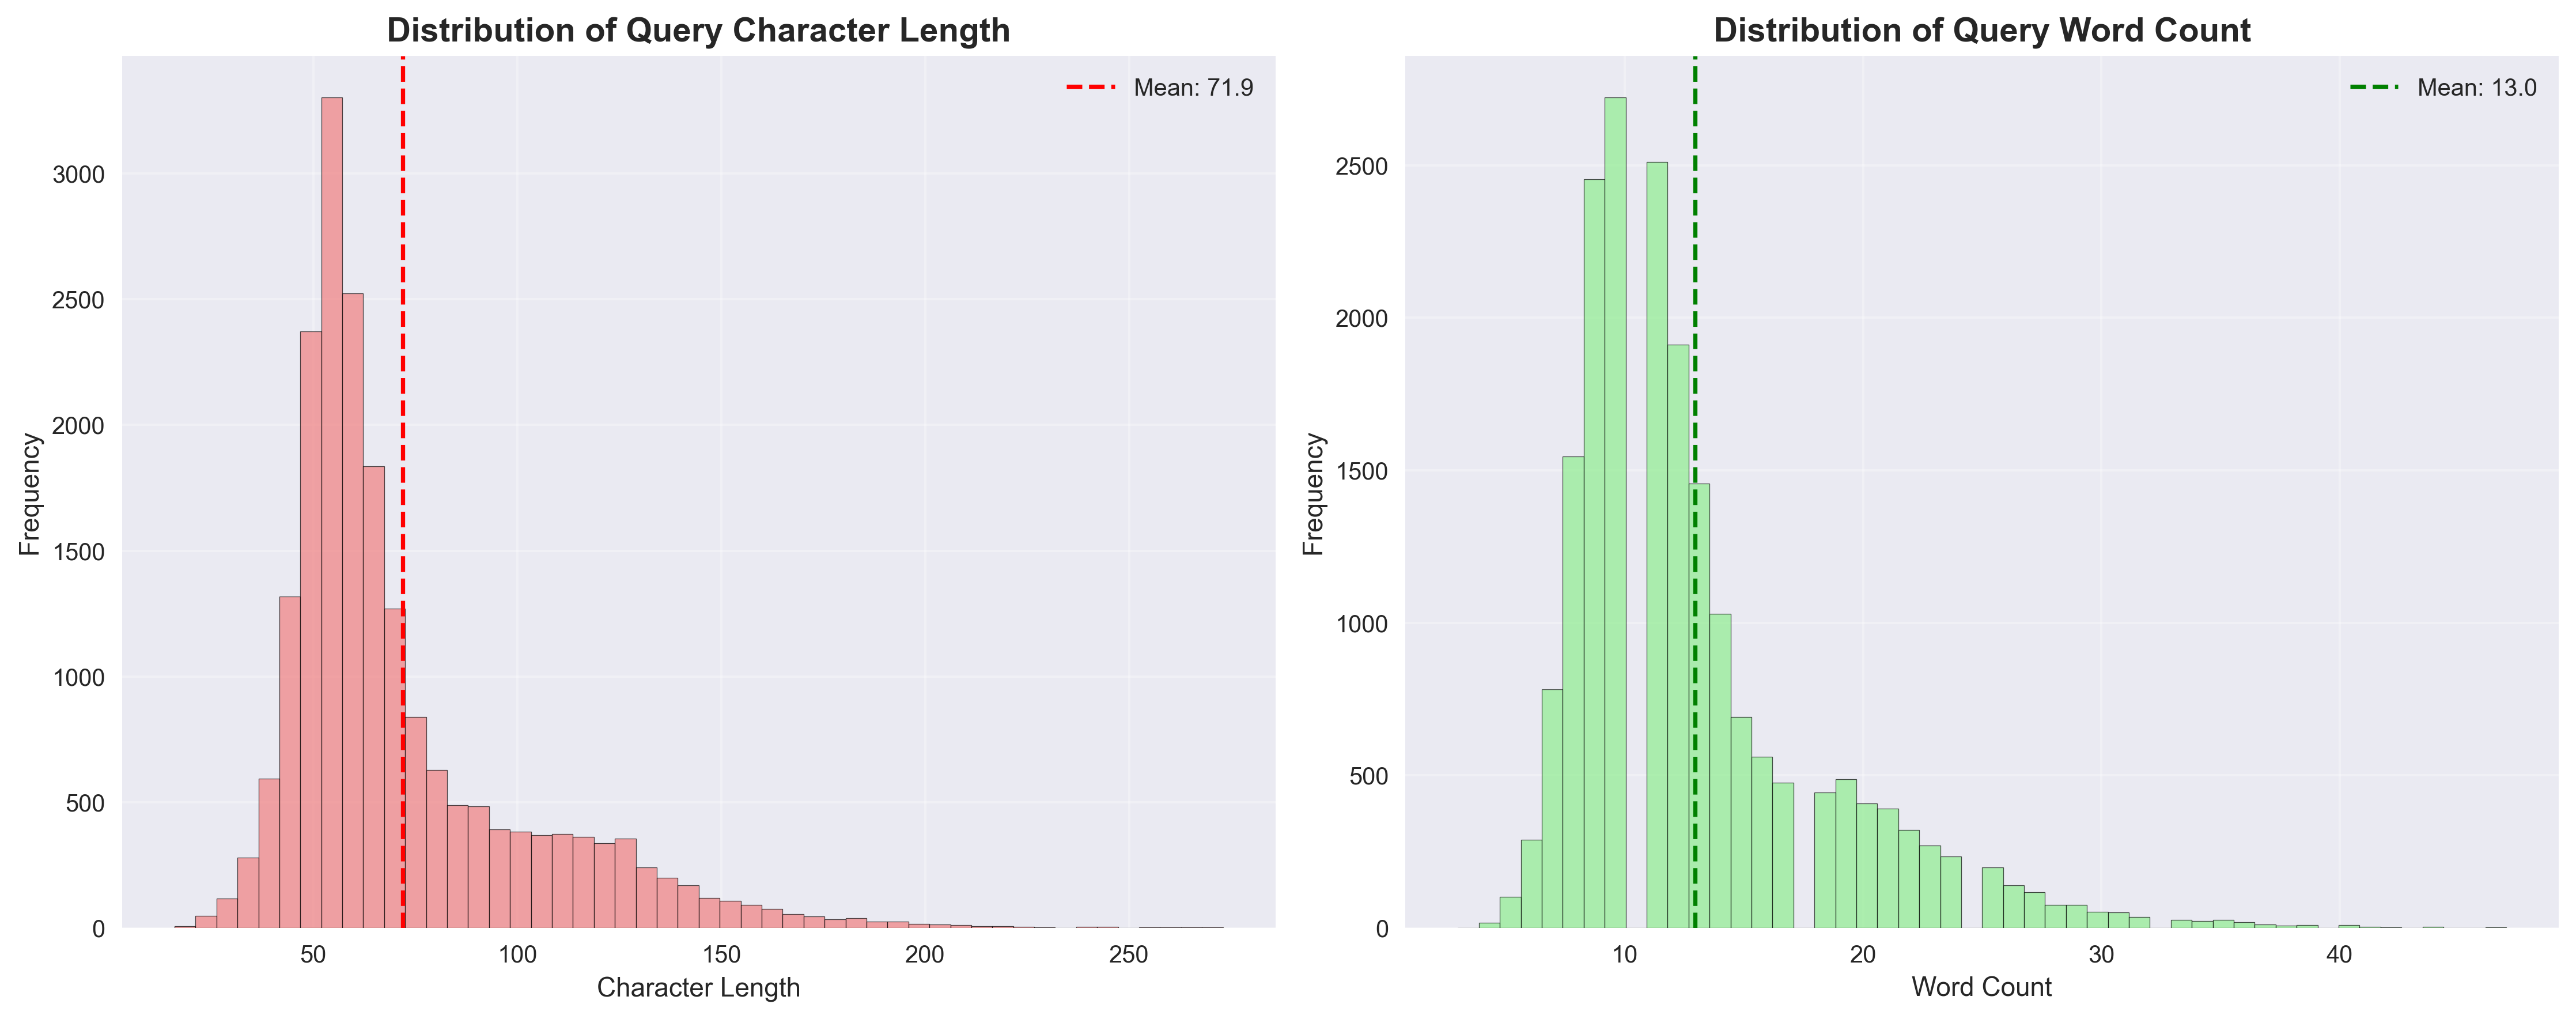 Distribution of Query Character Length
Mean: 71.9
3000
2500
2000
1500
1000
500
0
Frequency
50 100 150 200 250
Character Length
Distribution of Query Word Count
Mean: 13.0
2500
2000
1500
1000
500
0
Frequency
10 20 30 40
Word Count